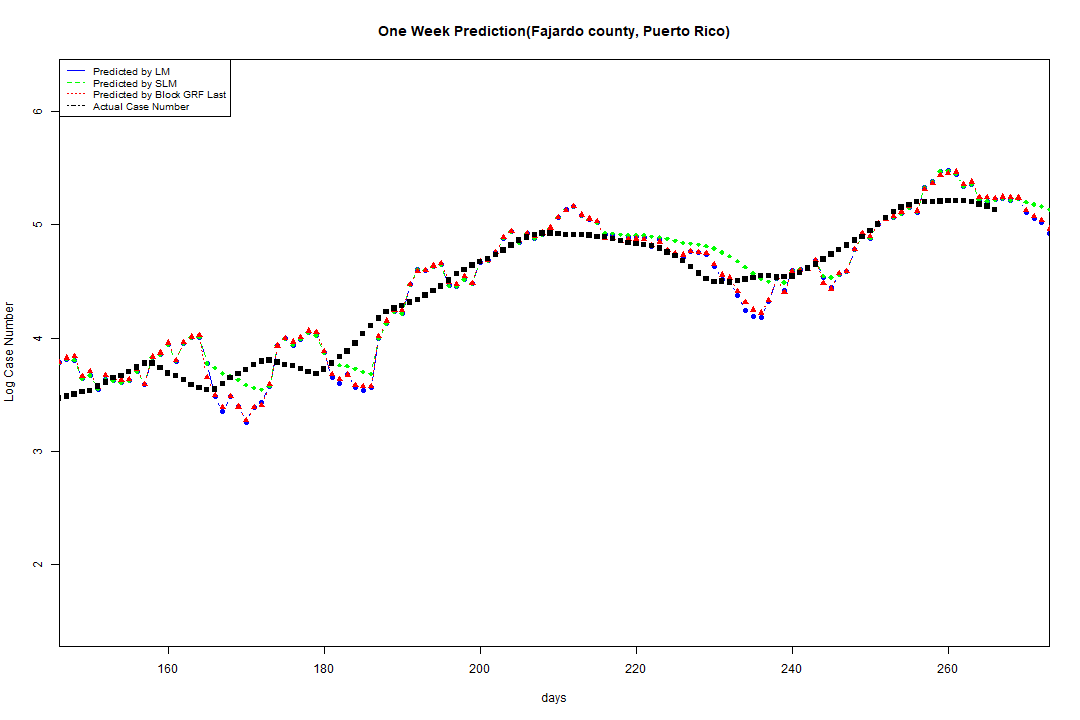 One Week Prediction(Fajardo county, Puerto Rico)
Predicted by LM
Predicted by SLM
Predicted by Block GRF Last
Actual Case Number
6
5
4
3
2
Log Case Number
160 180 200 220 240 260
days